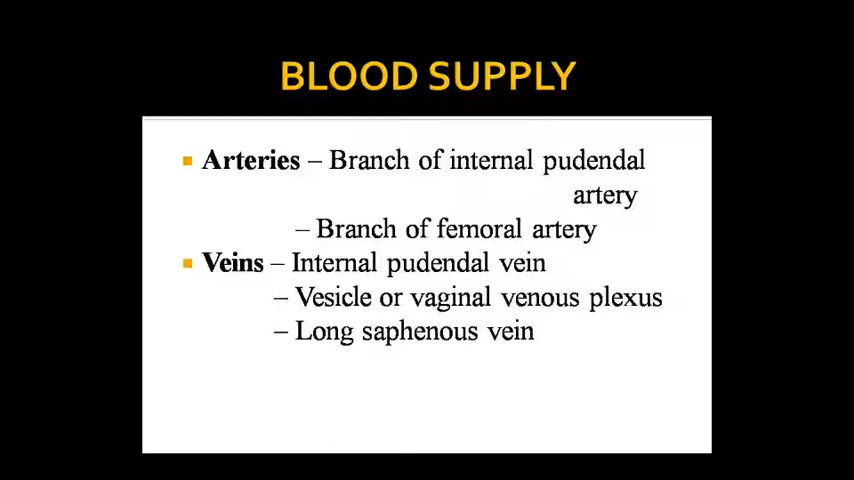 BLOOD SUPPLY
Arteries – Branch of internal pudendal
artery
– Branch of femoral artery
Veins – Internal pudendal vein
– Vesicle or vaginal venous plexus
– Long saphenous vein